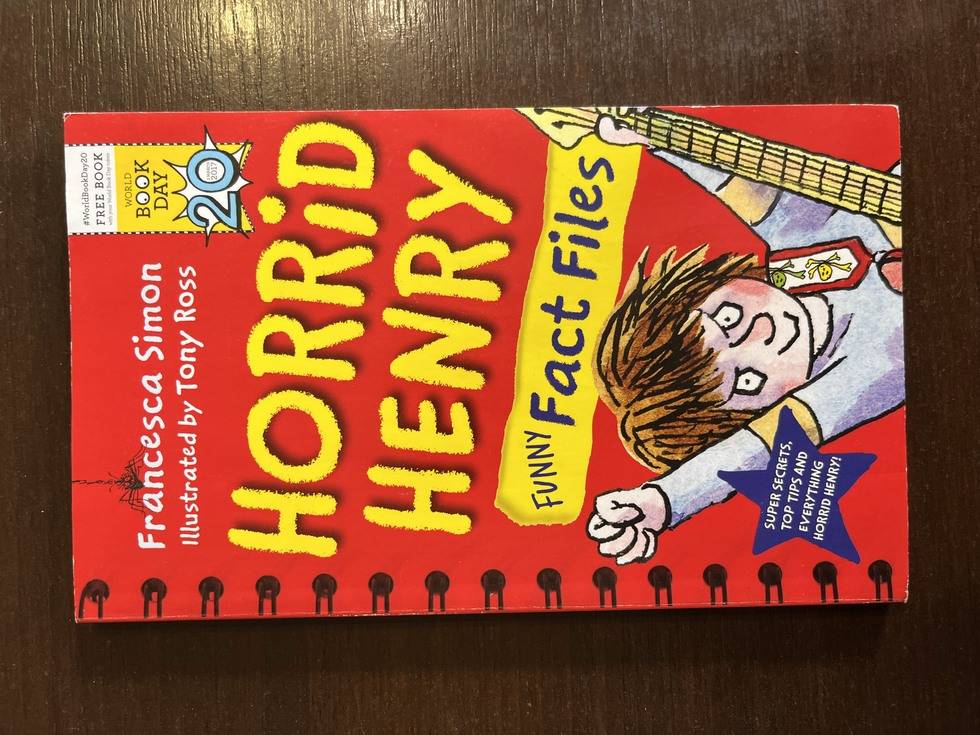 Francesca Simon
Illustrated by Tony Ross
#WorldBookDay20
FREE BOOK
WORLD
BOOK
DAY
20
2017
HORRiD
HENRY
FUNNY Fact Files
SUPER SECRETS,
TOP TIPS AND
EVERYTHING
HORRID HENRY!